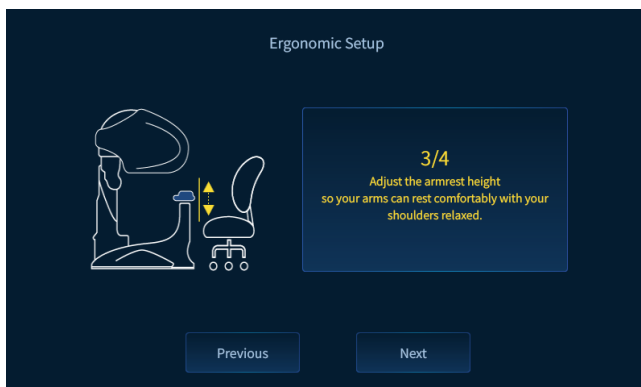 Ergonomic Setup
3/4
Adjust the armrest height
so your arms can rest comfortably with your
shoulders relaxed.
Previous
Next